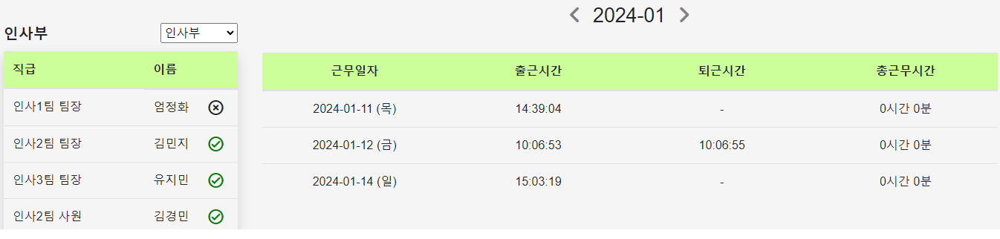 2024-01
인사부 인사부
직급 이름
인사1팀 팀장 엄정화
인사2팀 팀장 김민지
인사3팀 팀장 유지민
인사2팀 사원 김경민
근무일자 출근시간 퇴근시간 총근무시간
2024-01-11 (목) 14:39:04 - 0시간 0분
2024-01-12 (금) 10:06:53 10:06:55 0시간 0분
2024-01-14 (일) 15:03:19 - 0시간 0분